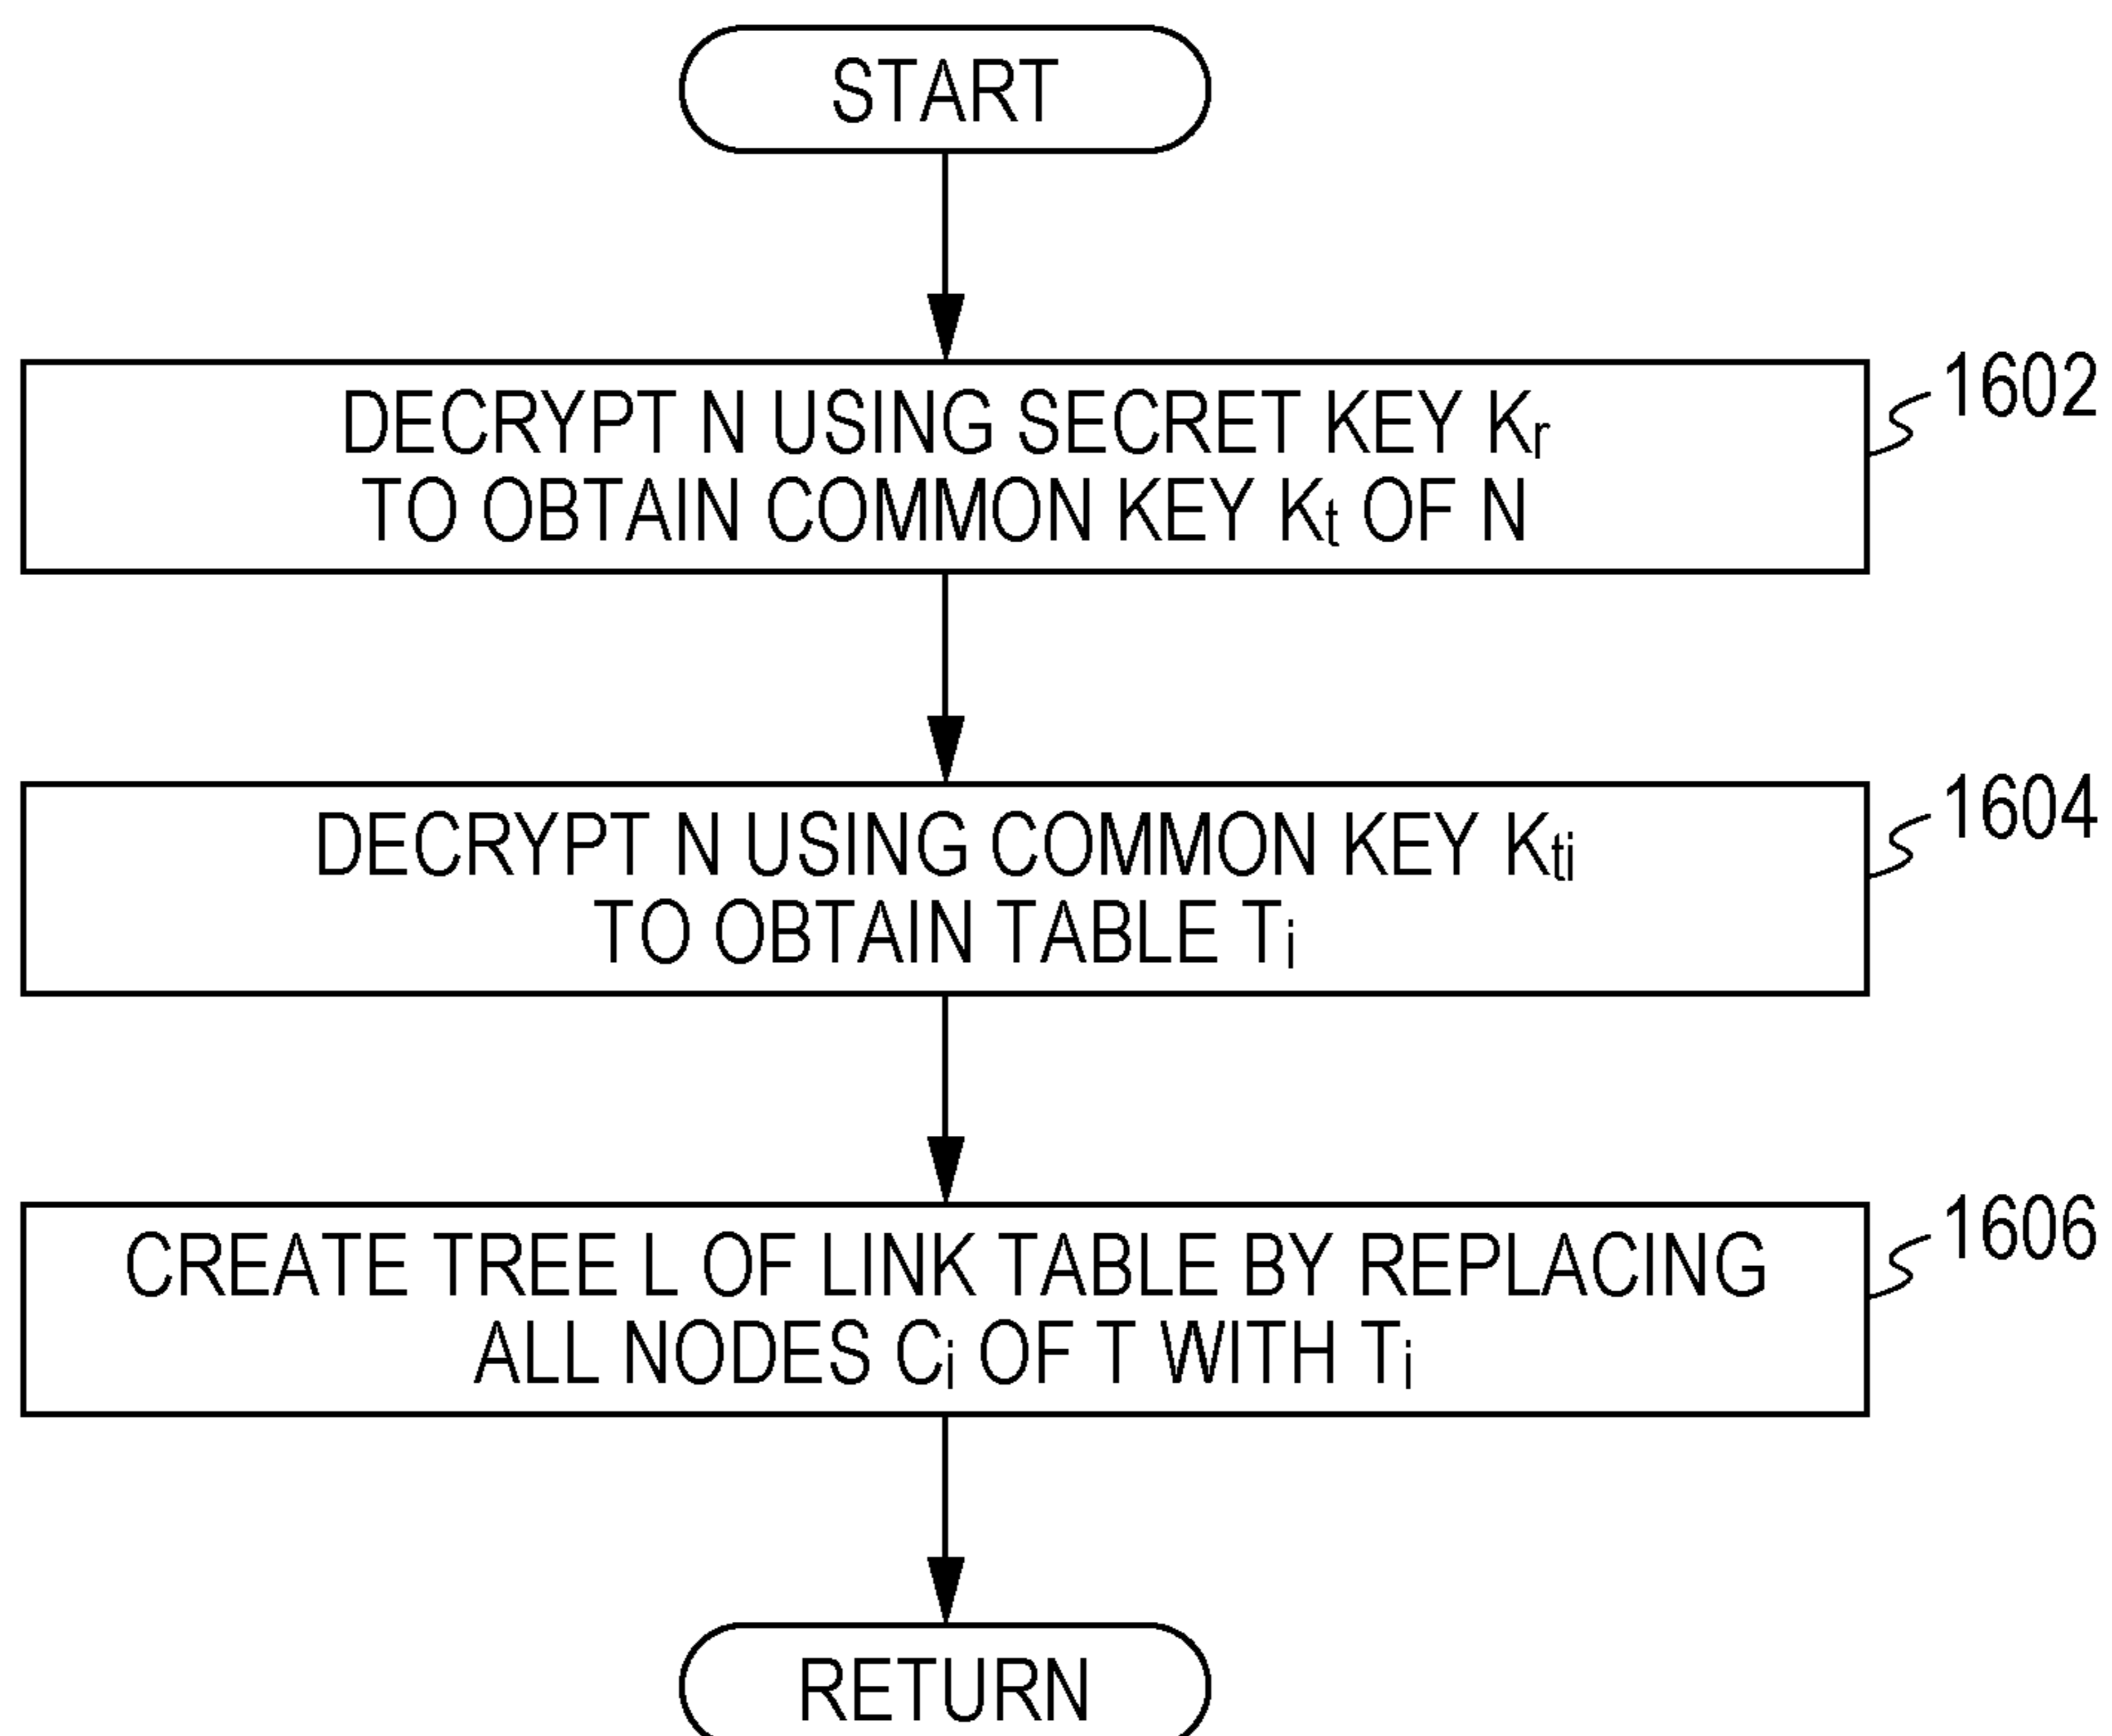 START
DECRYPT N USING SECRET KEY Kr
TO OBTAIN COMMON KEY Kt OF N
1602
DECRYPT N USING COMMON KEY Kti
TO OBTAIN TABLE Ti
1604
CREATE TREE L OF LINK TABLE BY REPLACING
ALL NODES Ci OF T WITH Ti
1606
RETURN